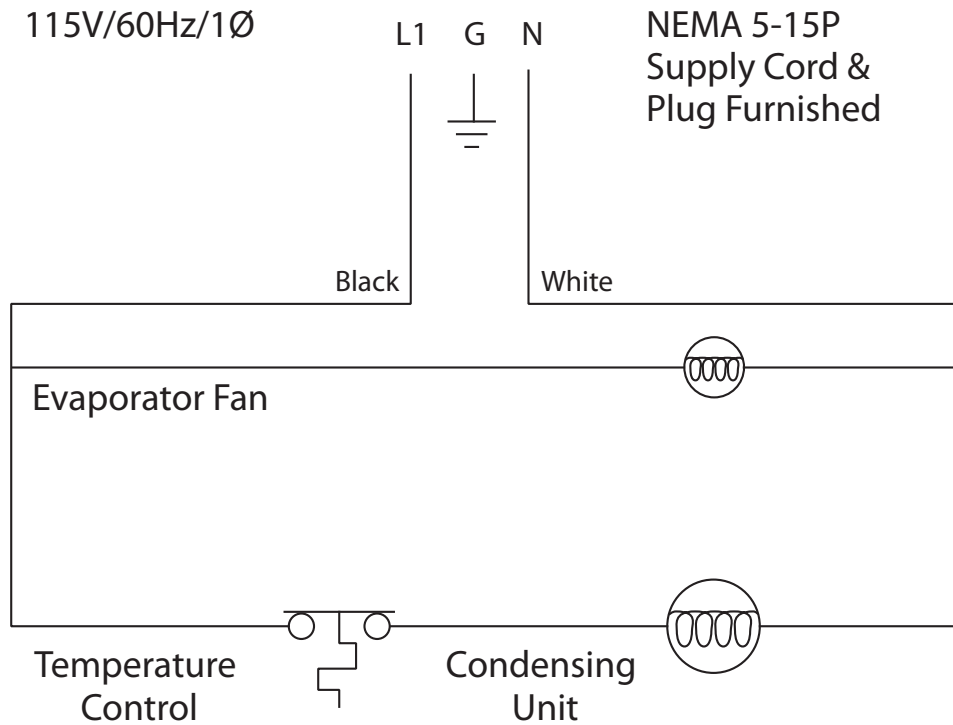 115V/60Hz/1Ø
L1 G N
NEMA 5-15P
Supply Cord &
Plug Furnished
Black
White
Evaporator Fan
Temperature
Control
Condensing
Unit